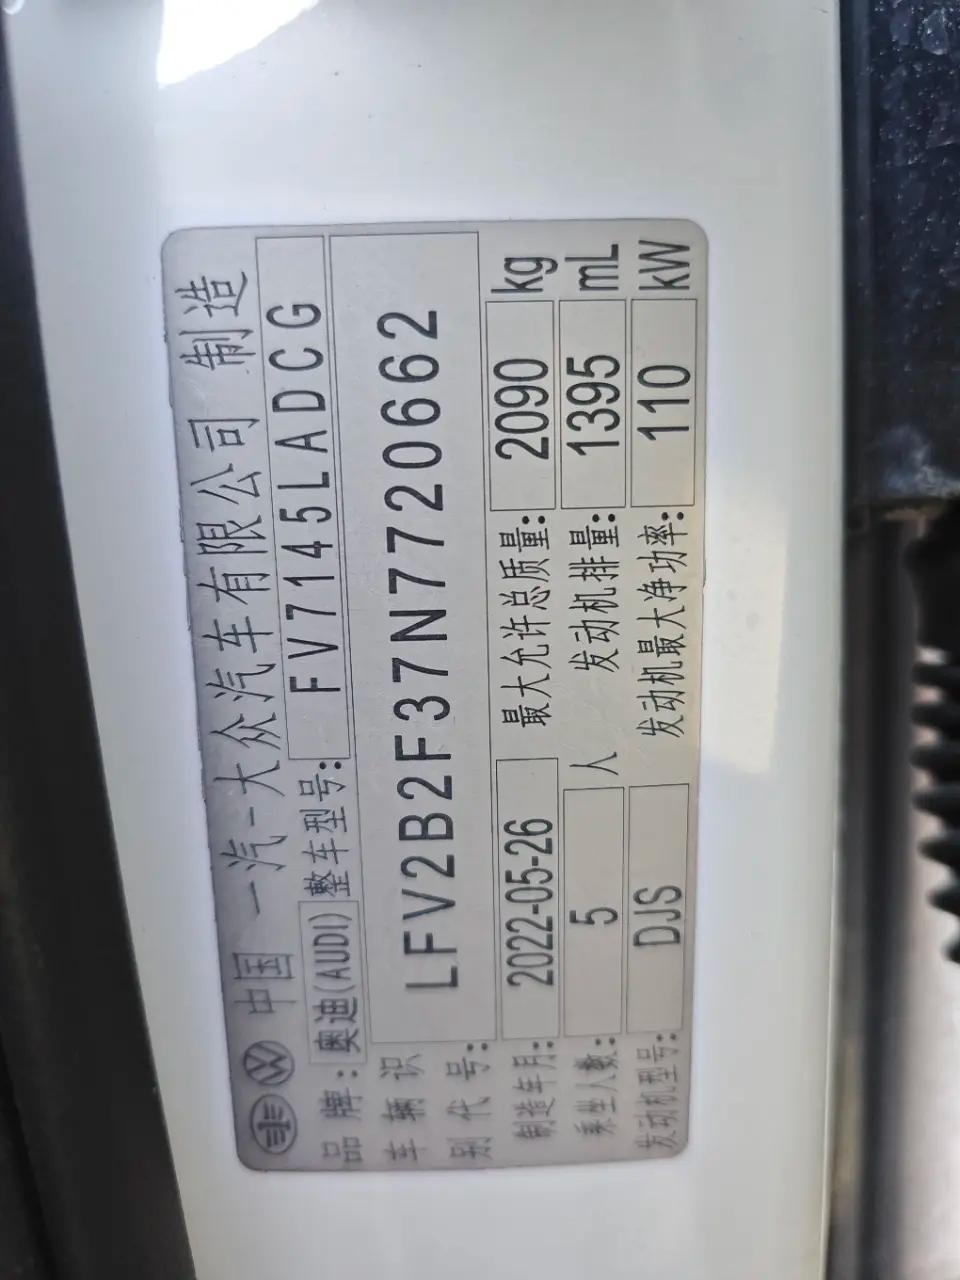 中国 一汽-大众汽车有限公司 制造
品牌: 奥迪(AUDI) 整车型号: FV7145LADCG
车辆识别代号: LFV2B2F37N7720662
制造年月: 2022-05-26 最大允许总质量: 2090 kg
乘坐人数: 5 人 发动机排量: 1395 mL
发动机型号: DJS 发动机最大净功率: 110 kW